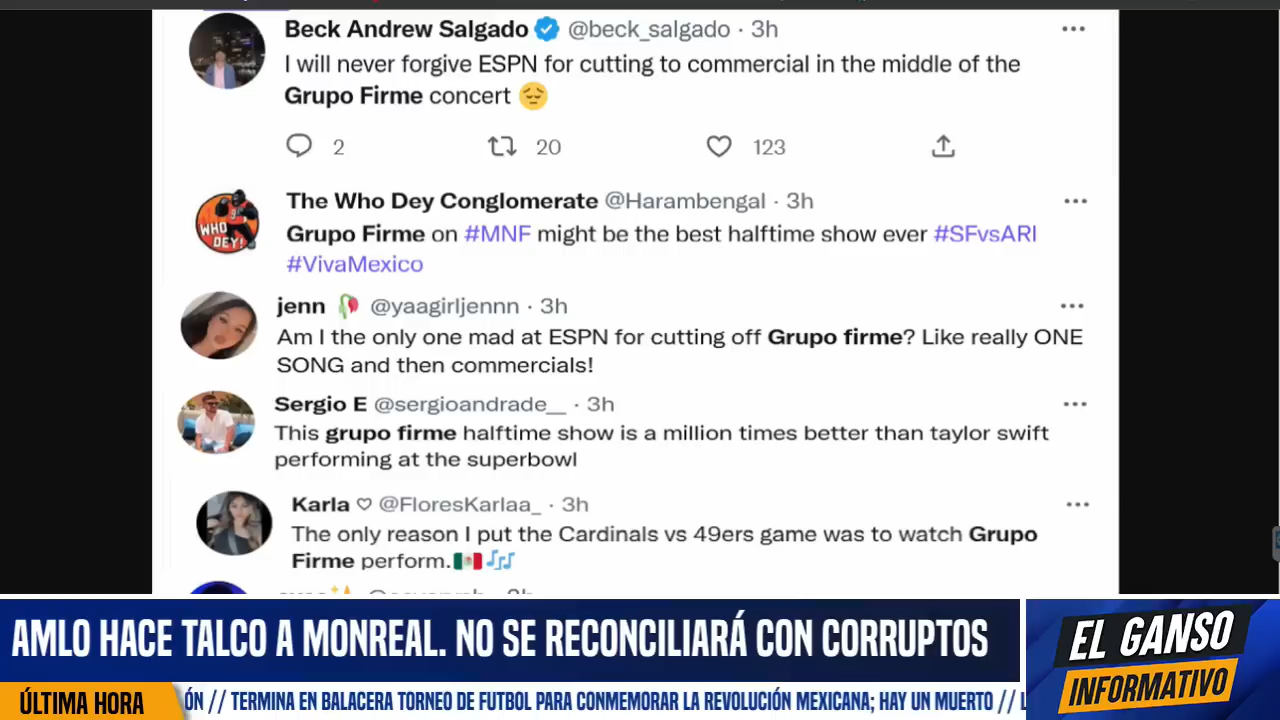 Beck Andrew Salgado @beck_salgado · 3h
I will never forgive ESPN for cutting to commercial in the middle of the
Grupo Firme concert 😔
2 20 123
The Who Dey Conglomerate @Harambengal · 3h
WHO
DEY!
Grupo Firme on #MNF might be the best halftime show ever #SFvsARI
#VivaMexico
jenn 🥀 @yaagirljennn · 3h
Am I the only one mad at ESPN for cutting off Grupo firme? Like really ONE
SONG and then commercials!
Sergio E @sergioandrade__ · 3h
This grupo firme halftime show is a million times better than taylor swift
performing at the superbowl
Karla ♡ @FloresKarlaa_ · 3h
The only reason I put the Cardinals vs 49ers game was to watch Grupo
Firme perform.🇲🇽🎶
AMLO HACE TALCO A MONREAL. NO SE RECONCILIARÁ CON CORRUPTOS
EL GANSO
INFORMATIVO
ÚLTIMA HORA
ÓN // TERMINA EN BALACERA TORNEO DE FUTBOL PARA CONMEMORAR LA REVOLUCIÓN MEXICANA; HAY UN MUERTO // L